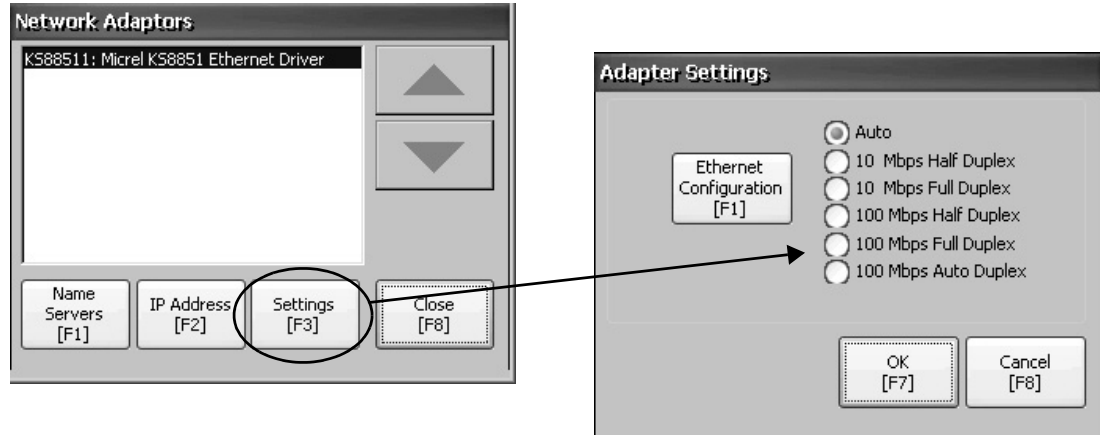 Network Adaptors
KS88511: Micrel KS8851 Ethernet Driver
Name
Servers
[F1]
IP Address
[F2]
Settings
[F3]
Close
[F8]
Adapter Settings
Ethernet
Configuration
[F1]
Auto
10 Mbps Half Duplex
10 Mbps Full Duplex
100 Mbps Half Duplex
100 Mbps Full Duplex
100 Mbps Auto Duplex
OK
[F7]
Cancel
[F8]